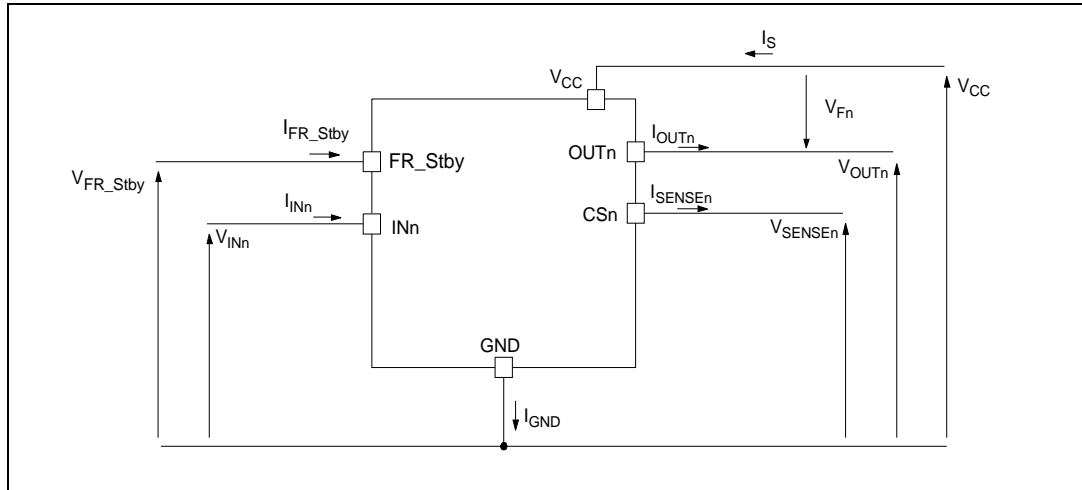 I_S
V_CC
V_CC
V_Fn
I_FR_Stby
I_OUTn
FR_Stby
OUTn
V_FR_Stby
V_OUTn
I_SENSEn
I_INn
INn
CSn
V_INn
V_SENSEn
GND
I_GND